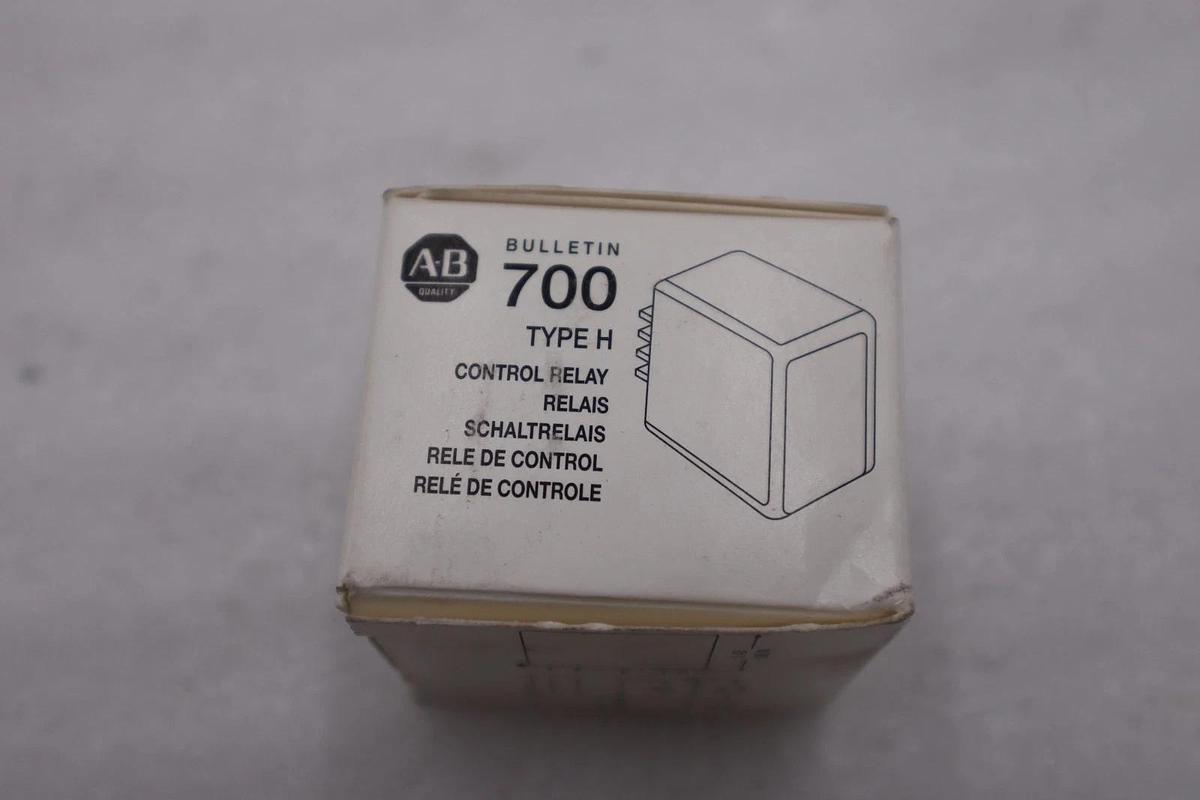 A-B
QUALITY
BULLETIN
700
TYPE H
CONTROL RELAY
RELAIS
SCHALTRELAIS
RELE DE CONTROL
RELÉ DE CONTROLE